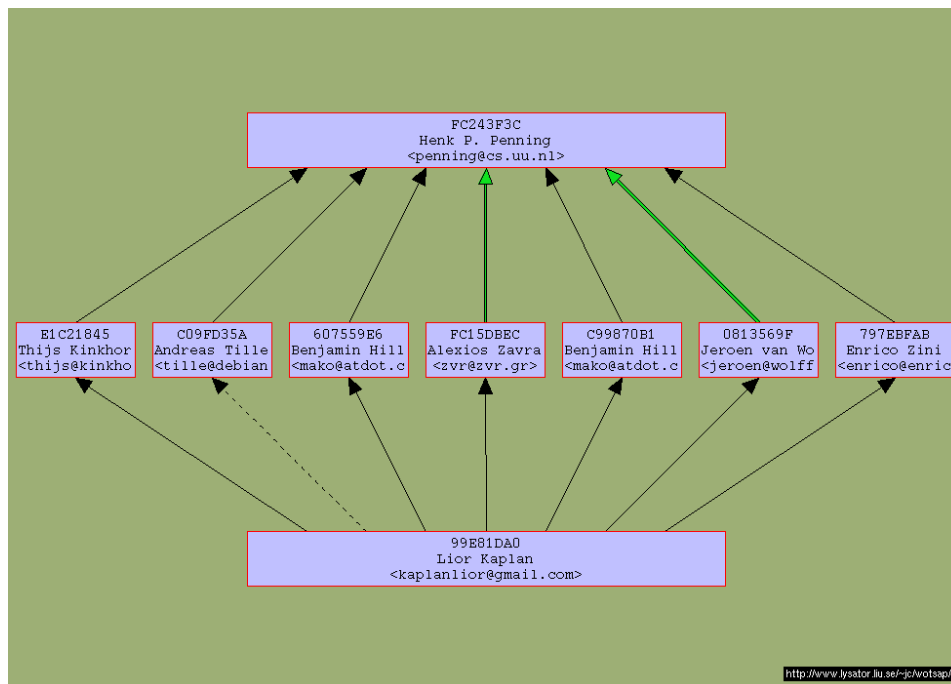 FC243F3C
Henk P. Penning
<penning@cs.uu.nl>
E1C21845
Thijs Kinkhor
<thijs@kinkho
C09FD35A
Andreas Tille
<tille@debian
607559E6
Benjamin Hill
<mako@atdot.c
FC15DBEC
Alexios Zavra
<zvr@zvr.gr>
C99870B1
Benjamin Hill
<mako@atdot.c
0813569F
Jeroen van Wo
<jeroen@wolff
797EBFAB
Enrico Zini
<enrico@enric
99E81DA0
Lior Kaplan
<kaplanlior@gmail.com>
http://www.lysator.liu.se/~jc/wotsap/